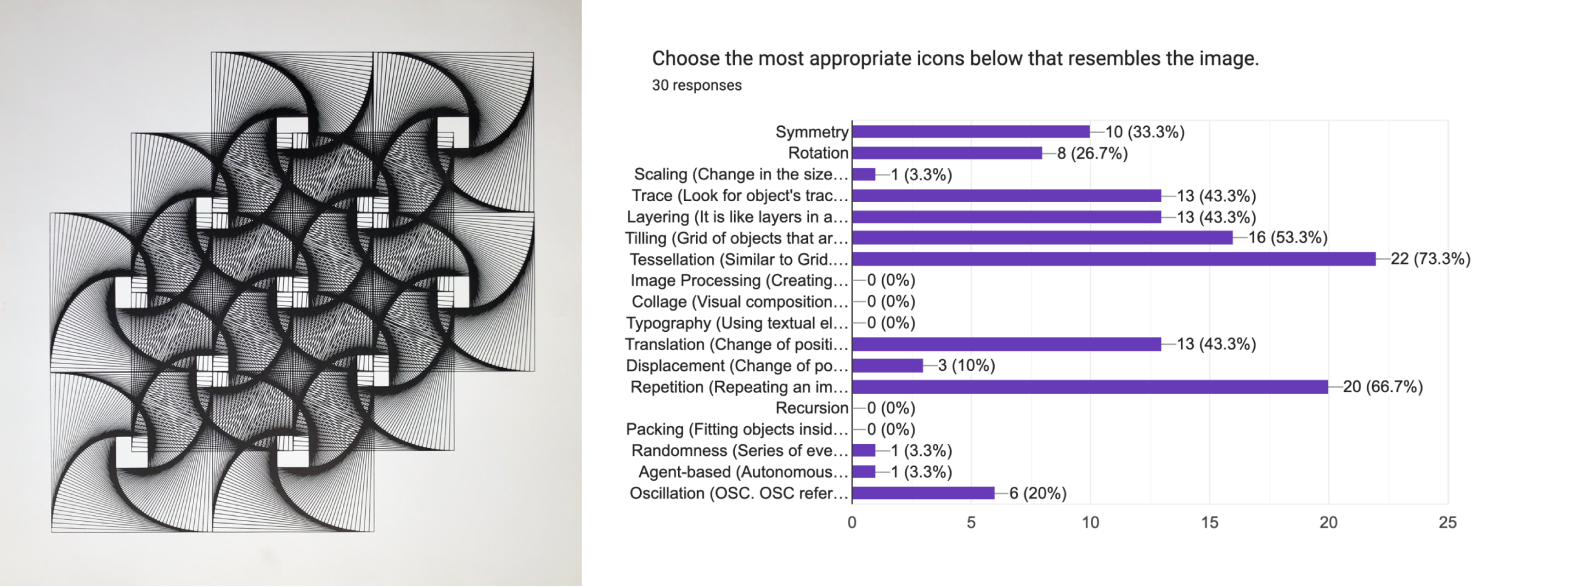 Choose the most appropriate icons below that resembles the image.
30 responses
Symmetry 10 (33.3%)
Rotation 8 (26.7%)
Scaling (Change in the size... 1 (3.3%)
Trace (Look for object's trac... 13 (43.3%)
Layering (It is like layers in a... 13 (43.3%)
Tilling (Grid of objects that ar... 16 (53.3%)
Tessellation (Similar to Grid.... 22 (73.3%)
Image Processing (Creating... 0 (0%)
Collage (Visual composition... 0 (0%)
Typography (Using textual el... 0 (0%)
Translation (Change of positi... 13 (43.3%)
Displacement (Change of po... 3 (10%)
Repetition (Repeating an im... 20 (66.7%)
Recursion 0 (0%)
Packing (Fitting objects insid... 0 (0%)
Randomness (Series of eve... 1 (3.3%)
Agent-based (Autonomous... 1 (3.3%)
Oscillation (OSC. OSC refer... 6 (20%)
0 5 10 15 20 25